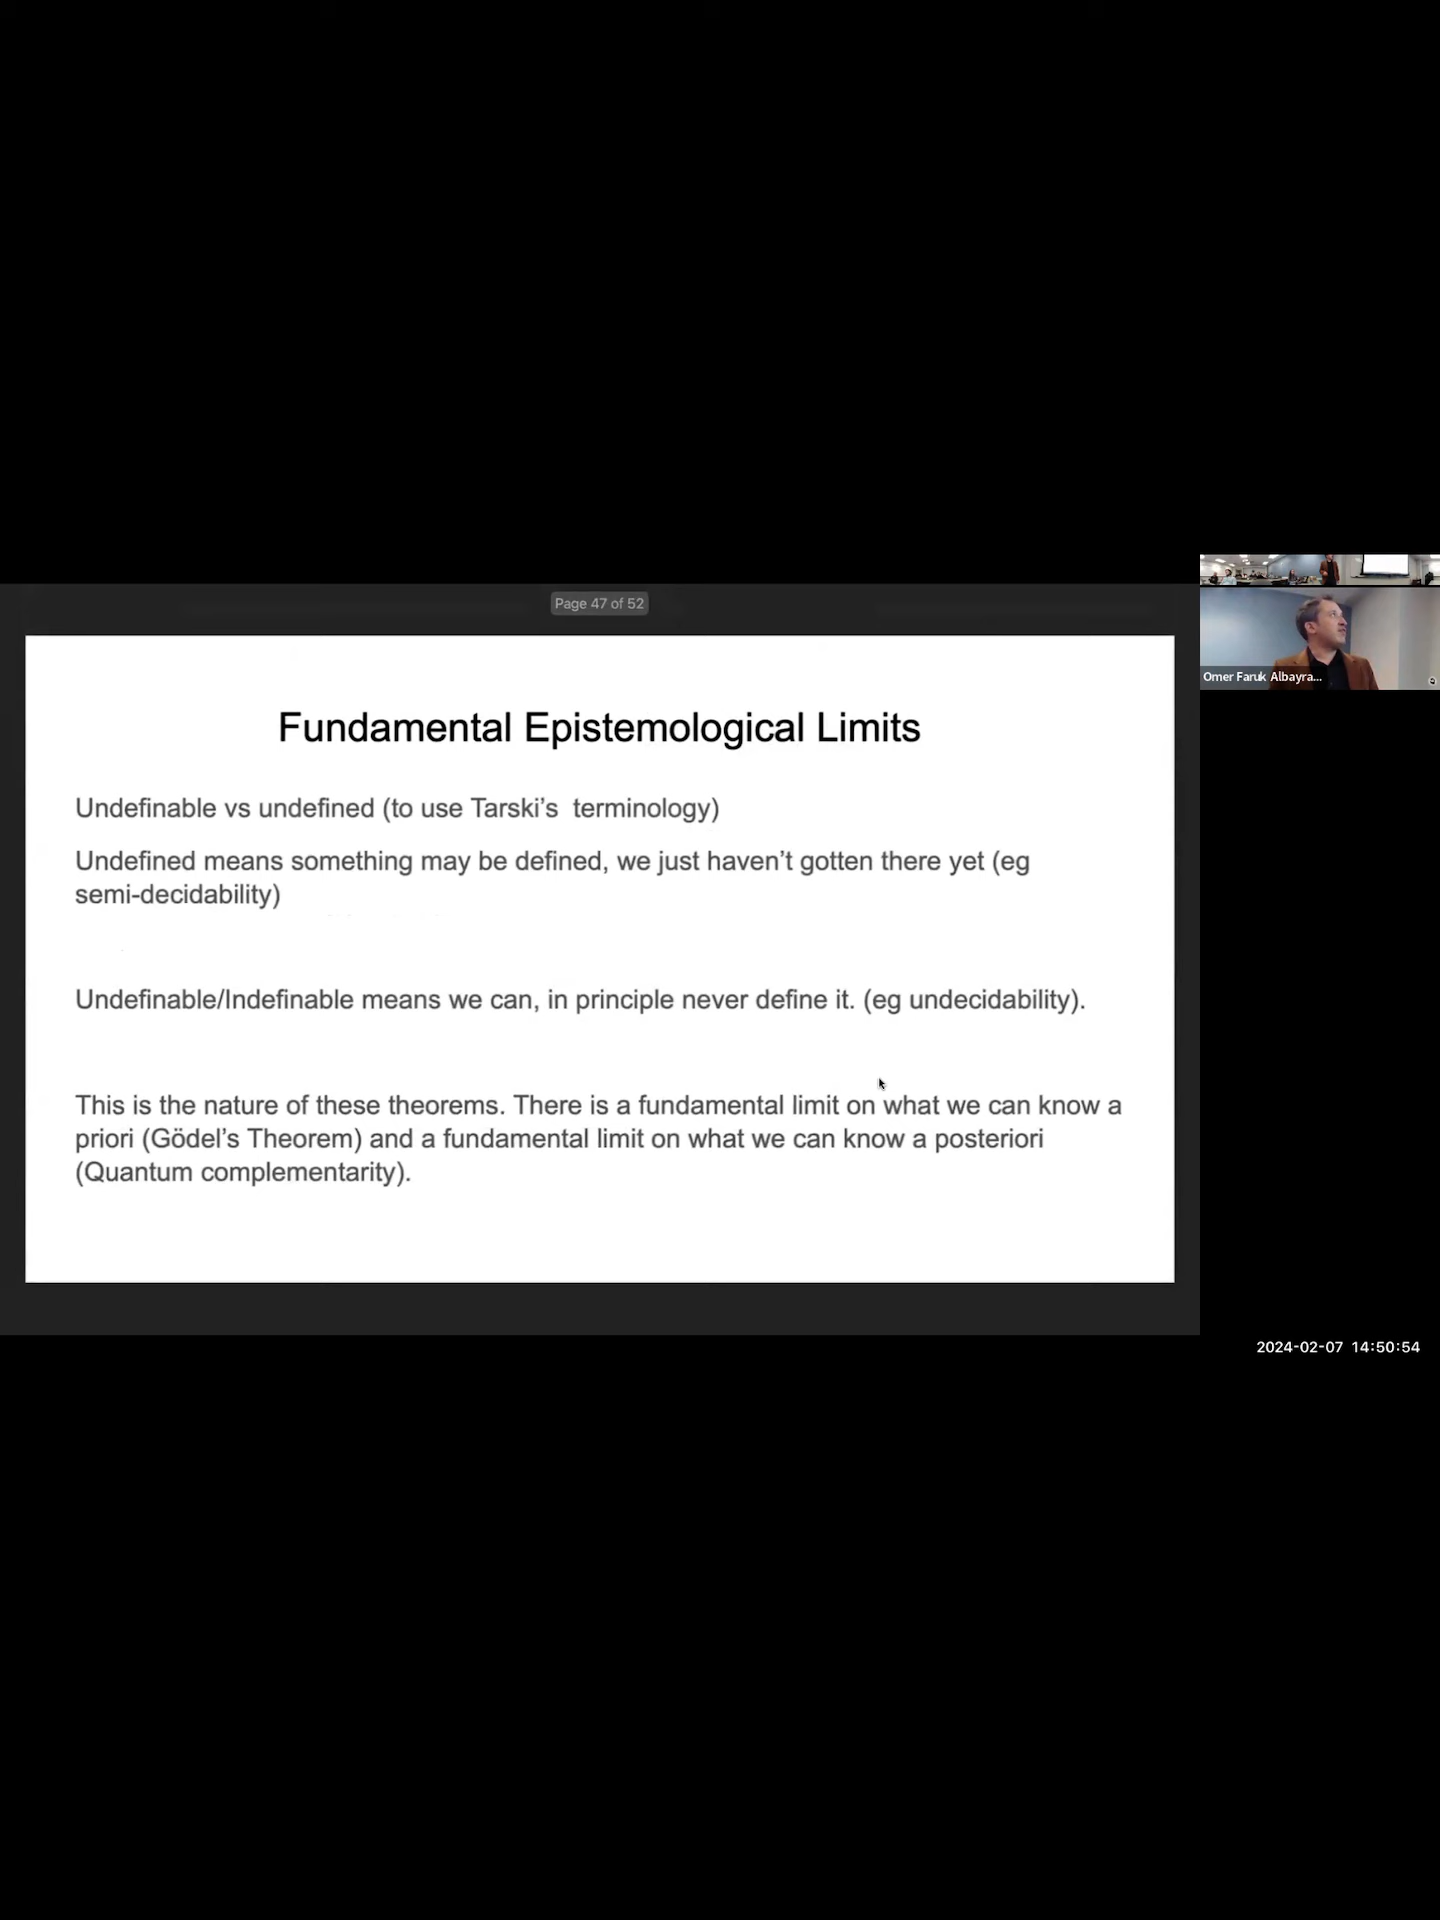 Page 47 of 52
Omer Faruk Albayra...
Fundamental Epistemological Limits
Undefinable vs undefined (to use Tarski’s  terminology)
Undefined means something may be defined, we just haven’t gotten there yet (eg
semi-decidability)
Undefinable/Indefinable means we can, in principle never define it. (eg undecidability).
This is the nature of these theorems. There is a fundamental limit on what we can know a
priori (Gödel’s Theorem) and a fundamental limit on what we can know a posteriori
(Quantum complementarity).
2024-02-07 14:50:54